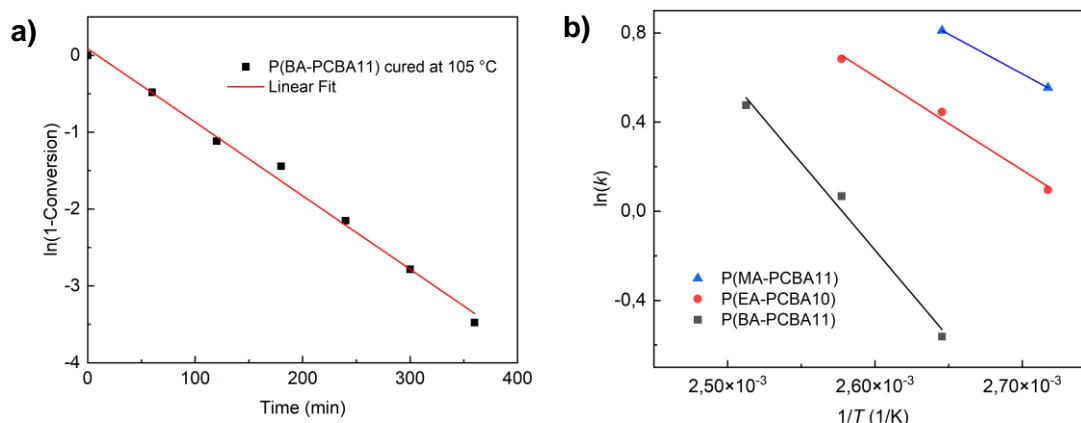 a)
0
-1
-2
-3
-4
ln(1-Conversion)
P(BA-PCBA11) cured at 105 °C
Linear Fit
0
100
200
300
400
Time (min)
b)
0,8
0,4
0,0
-0,4
ln(k)
P(MA-PCBA11)
P(EA-PCBA10)
P(BA-PCBA11)
2,50×10⁻³
2,60×10⁻³
2,70×10⁻³
1/T (1/K)